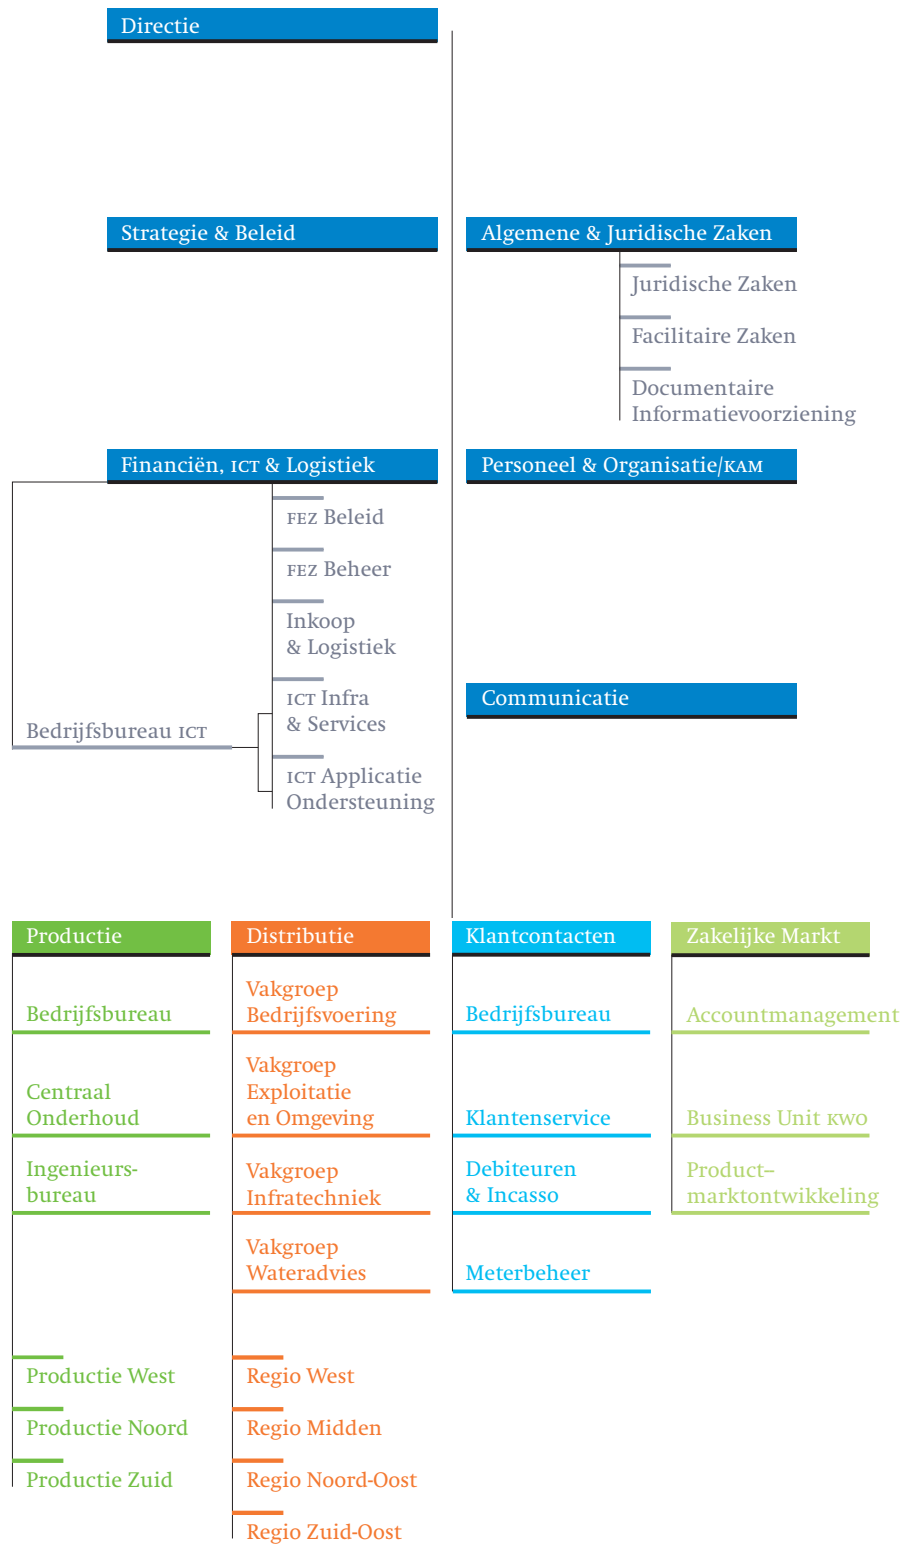 Directie
Strategie & Beleid
Algemene & Juridische Zaken
Juridische Zaken
Facilitaire Zaken
Documentaire
Informatievoorziening
Financiën, ICT & Logistiek
FEZ Beleid
FEZ Beheer
Inkoop
& Logistiek
ICT Infra
& Services
ICT Applicatie
Ondersteuning
Bedrijfsbureau ICT
Personeel & Organisatie/KAM
Communicatie
Productie
Bedrijfsbureau
Centraal
Onderhoud
Ingenieurs-
bureau
Productie West
Productie Noord
Productie Zuid
Distributie
Vakgroep
Bedrijfsvoering
Vakgroep
Exploitatie
en Omgeving
Vakgroep
Infratechniek
Vakgroep
Wateradvies
Regio West
Regio Midden
Regio Noord-Oost
Regio Zuid-Oost
Klantcontacten
Bedrijfsbureau
Klantenservice
Debiteuren
& Incasso
Meterbeheer
Zakelijke Markt
Accountmanagement
Business Unit KWO
Product–
marktontwikkeling